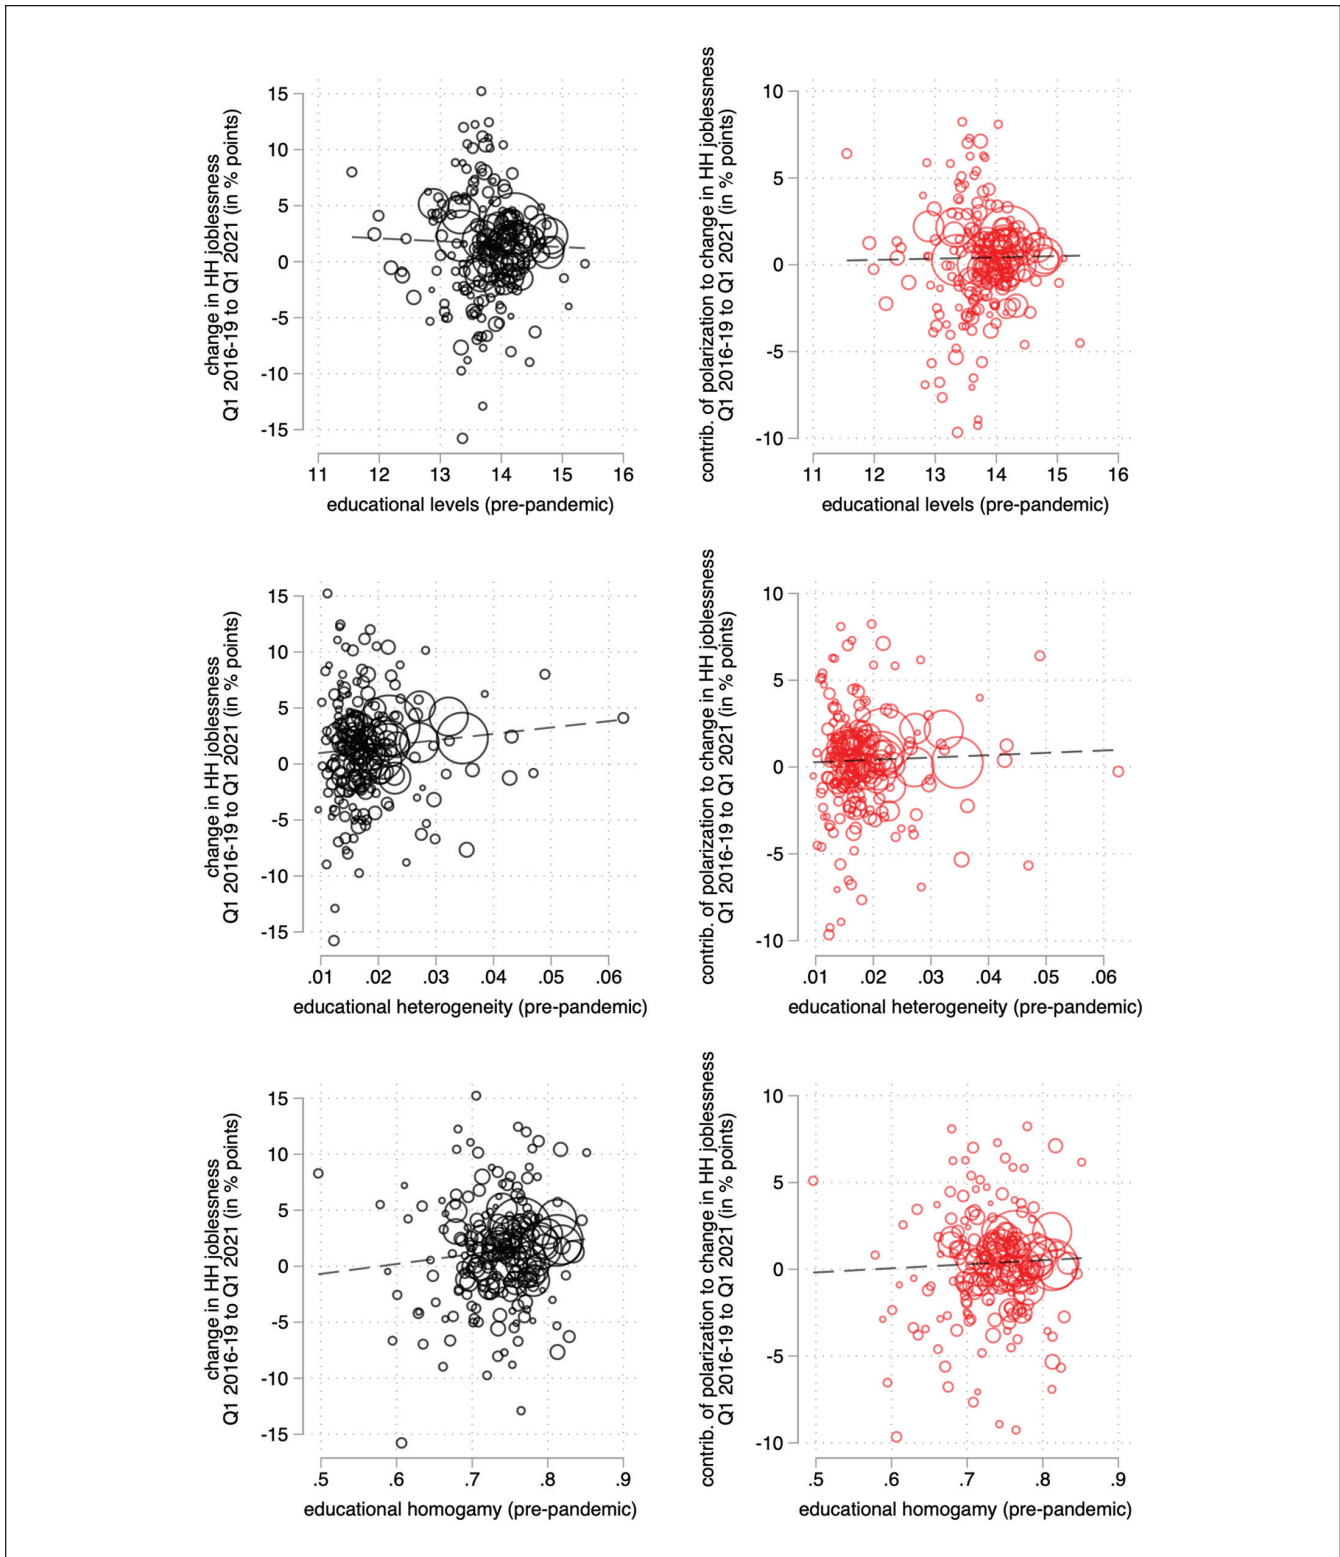 change in HH joblessness
Q1 2016-19 to Q1 2021 (in % points)
15
10
5
0
-5
-10
-15
11 12 13 14 15 16
educational levels (pre-pandemic)
contrib. of polarization to change in HH joblessness
Q1 2016-19 to Q1 2021 (in % points)
10
5
0
-5
-10
11 12 13 14 15 16
educational levels (pre-pandemic)
change in HH joblessness
Q1 2016-19 to Q1 2021 (in % points)
15
10
5
0
-5
-10
-15
.01 .02 .03 .04 .05 .06
educational heterogeneity (pre-pandemic)
contrib. of polarization to change in HH joblessness
Q1 2016-19 to Q1 2021 (in % points)
10
5
0
-5
-10
.01 .02 .03 .04 .05 .06
educational heterogeneity (pre-pandemic)
change in HH joblessness
Q1 2016-19 to Q1 2021 (in % points)
15
10
5
0
-5
-10
-15
.5 .6 .7 .8 .9
educational homogamy (pre-pandemic)
contrib. of polarization to change in HH joblessness
Q1 2016-19 to Q1 2021 (in % points)
10
5
0
-5
-10
.5 .6 .7 .8 .9
educational homogamy (pre-pandemic)